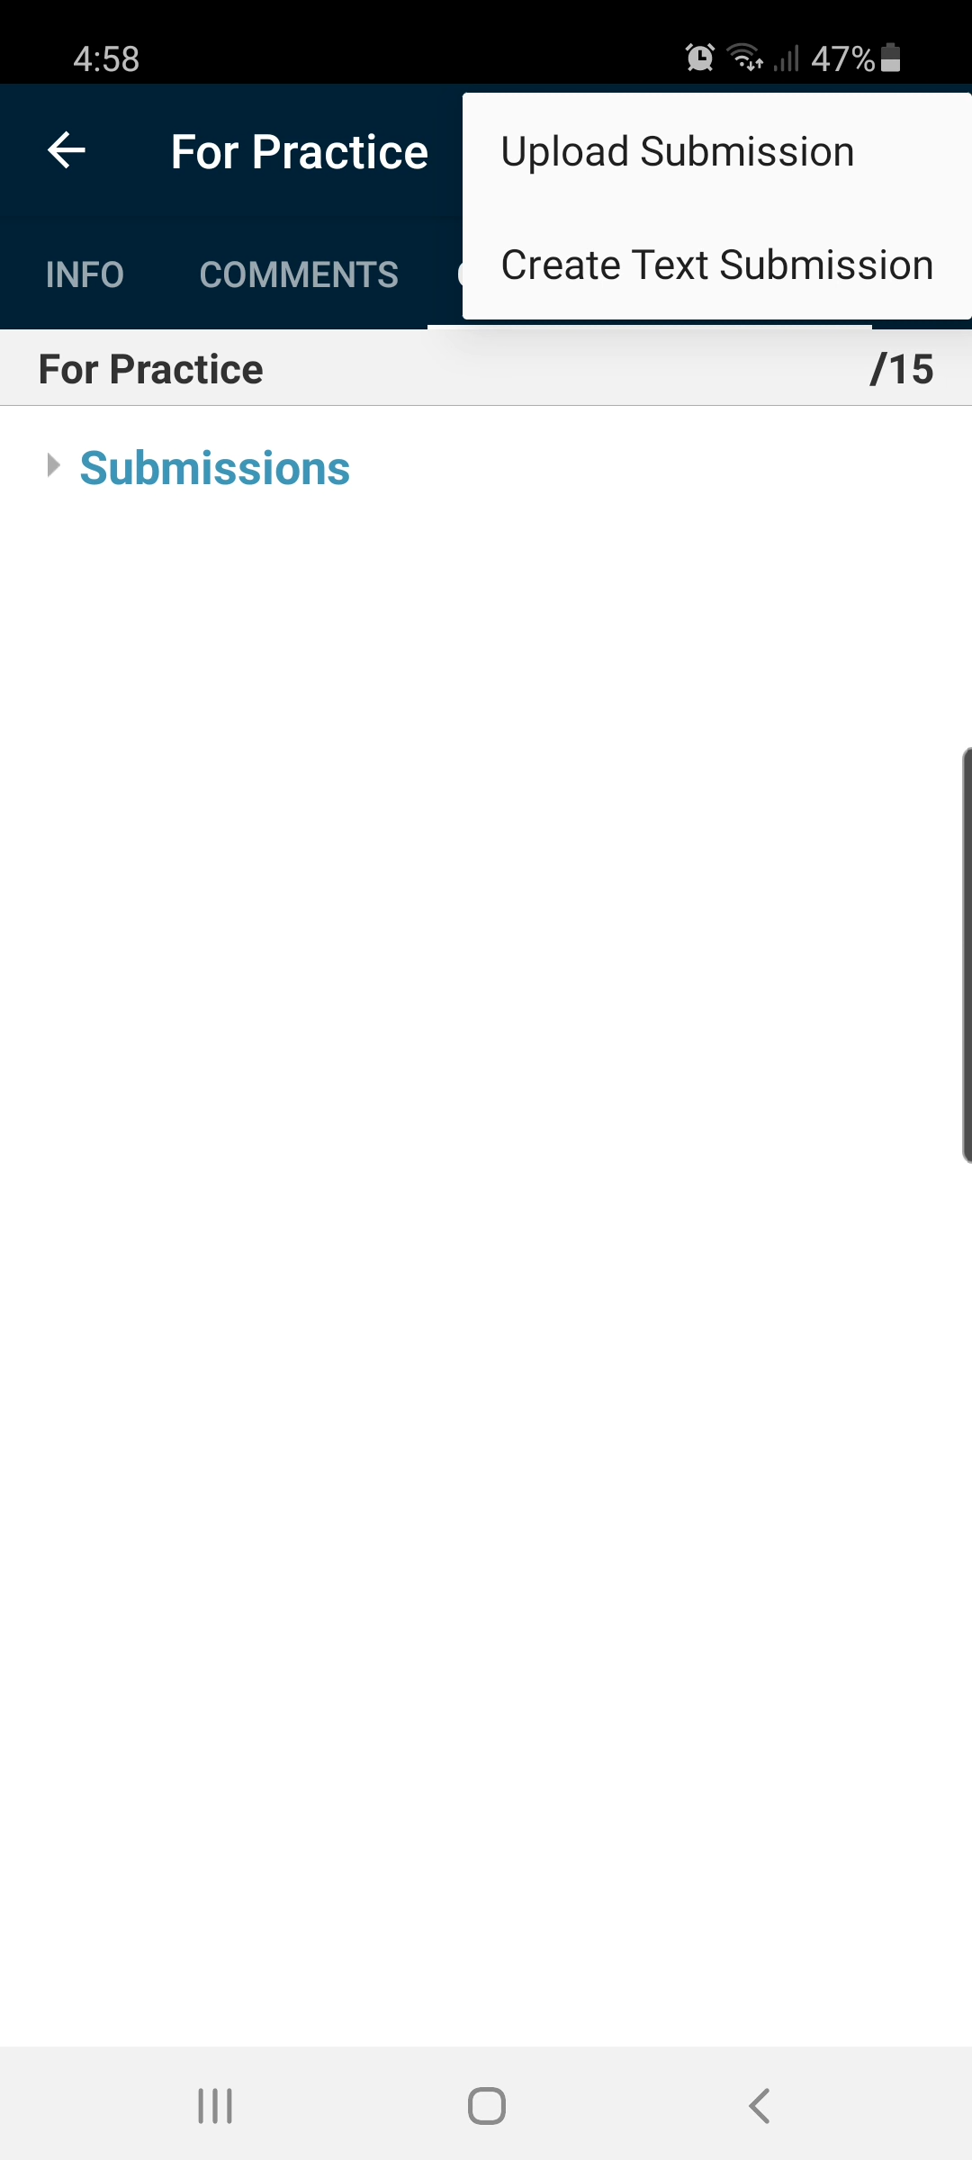 4:58
47%
For Practice
Upload Submission
INFO
COMMENTS
Create Text Submission
For Practice
/15
Submissions